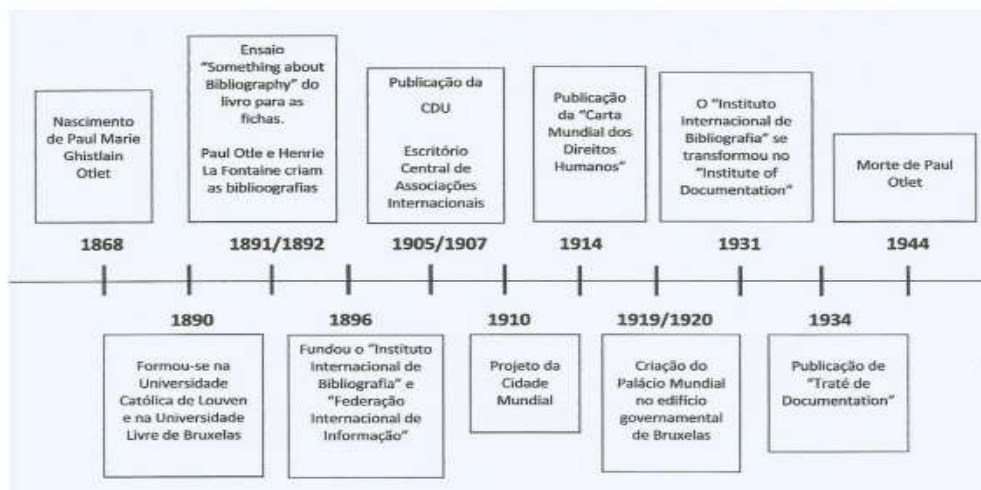 Nascimento
de Paul Marie
Ghistlain
Otlet
1868
Ensaio
"Something about
Bibliography" do
livro para as
fichas.
Paul Otle e Henrie
La Fontaine criam
as biblioografias
1891/1892
Publicação da
CDU
Escritório
Central de
Associações
Internacionais
1905/1907
Publicação
da "Carta
Mundial dos
Direitos
Humanos"
1914
O "Instituto
Internacional de
Bibliografia" se
transformou no
"Institute of
Documentation"
1931
Morte de Paul
Otlet
1944
1890
Formou-se na
Universidade
Católica de Louven
e na Universidade
Livre de Bruxelas
1896
Fundou o "Instituto
Internacional de
Bibliografia" e
"Federação
Internacional de
Informação"
1910
Projeto da
Cidade
Mundial
1919/1920
Criação do
Palácio Mundial
no edifício
governamental
de Bruxelas
1934
Publicação de
"Traté de
Documentation"